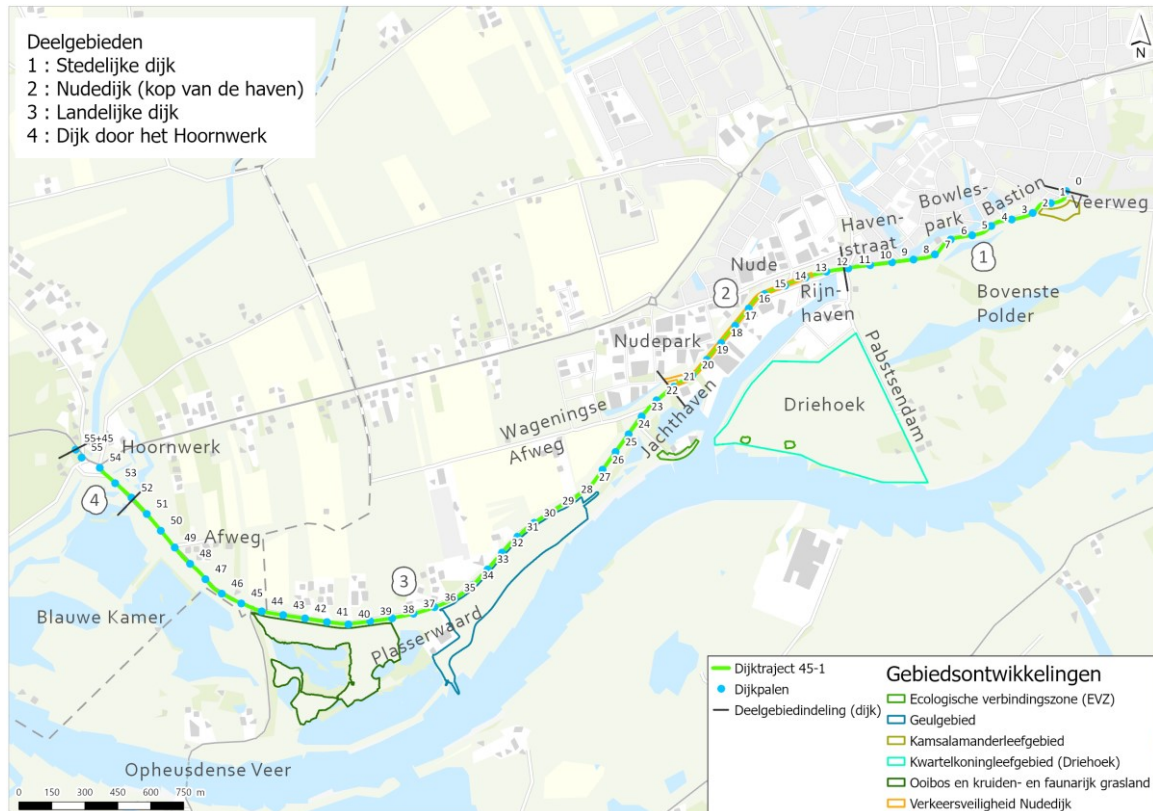 Deelgebieden
1 : Stedelijke dijk
2 : Nudedijk (kop van de haven)
3 : Landelijke dijk
4 : Dijk door het Hoornwerk
N
0
1
Veerweg
2
3
Bastion
4
5
Bowles-
park
6
7
1
8
9
10
11
12
Haven-
straat
13
14
15
Nude
16
2
17
Rijn-
haven
Bovenste
Polder
18
19
20
21
22
Nudepark
Pabstsendam
Driehoek
Jachthaven
23
24
25
26
27
28
Wageningse
Afweg
29
30
31
32
33
34
35
36
37
38
3
39
40
41
42
43
44
45
46
47
48
49
50
51
52
53
54
55
55+45
Hoornwerk
4
Afweg
Blauwe Kamer
Plasserwaard
Opheusdense Veer
0 150 300 450 600 750 m
Dijktraject 45-1
Dijkpalen
Deelgebiedindeling (dijk)
Gebiedsontwikkelingen
Ecologische verbindingszone (EVZ)
Geulgebied
Kamsalamanderleefgebied
Kwartelkoningleefgebied (Driehoek)
Ooibos en kruiden- en faunarijk grasland
Verkeersveiligheid Nudedijk